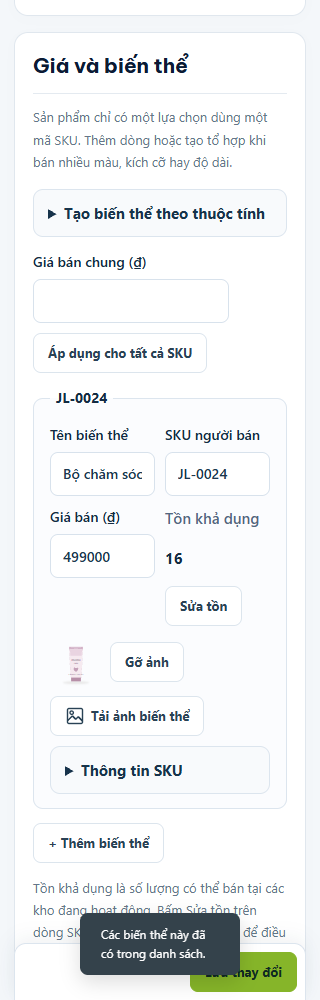 Giá và biến thể
Sản phẩm chỉ có một lựa chọn dùng một
mã SKU. Thêm dòng hoặc tạo tổ hợp khi
bán nhiều màu, kích cỡ hay độ dài.
Tạo biến thể theo thuộc tính
Giá bán chung (₫)
Áp dụng cho tất cả SKU
JL-0024
Tên biến thể
SKU người bán
Bộ chăm sóc
JL-0024
Giá bán (₫)
Tồn khả dụng
499000
16
Sửa tồn
Gỡ ảnh
Tải ảnh biến thể
Thông tin SKU
+ Thêm biến thể
Tồn khả dụng là số lượng có thể bán tại các
kho đang hoạt động. Bấm Sửa tồn trên
dòng SK để điều
Các biến thể này đã
có trong danh sách.
thay đổi